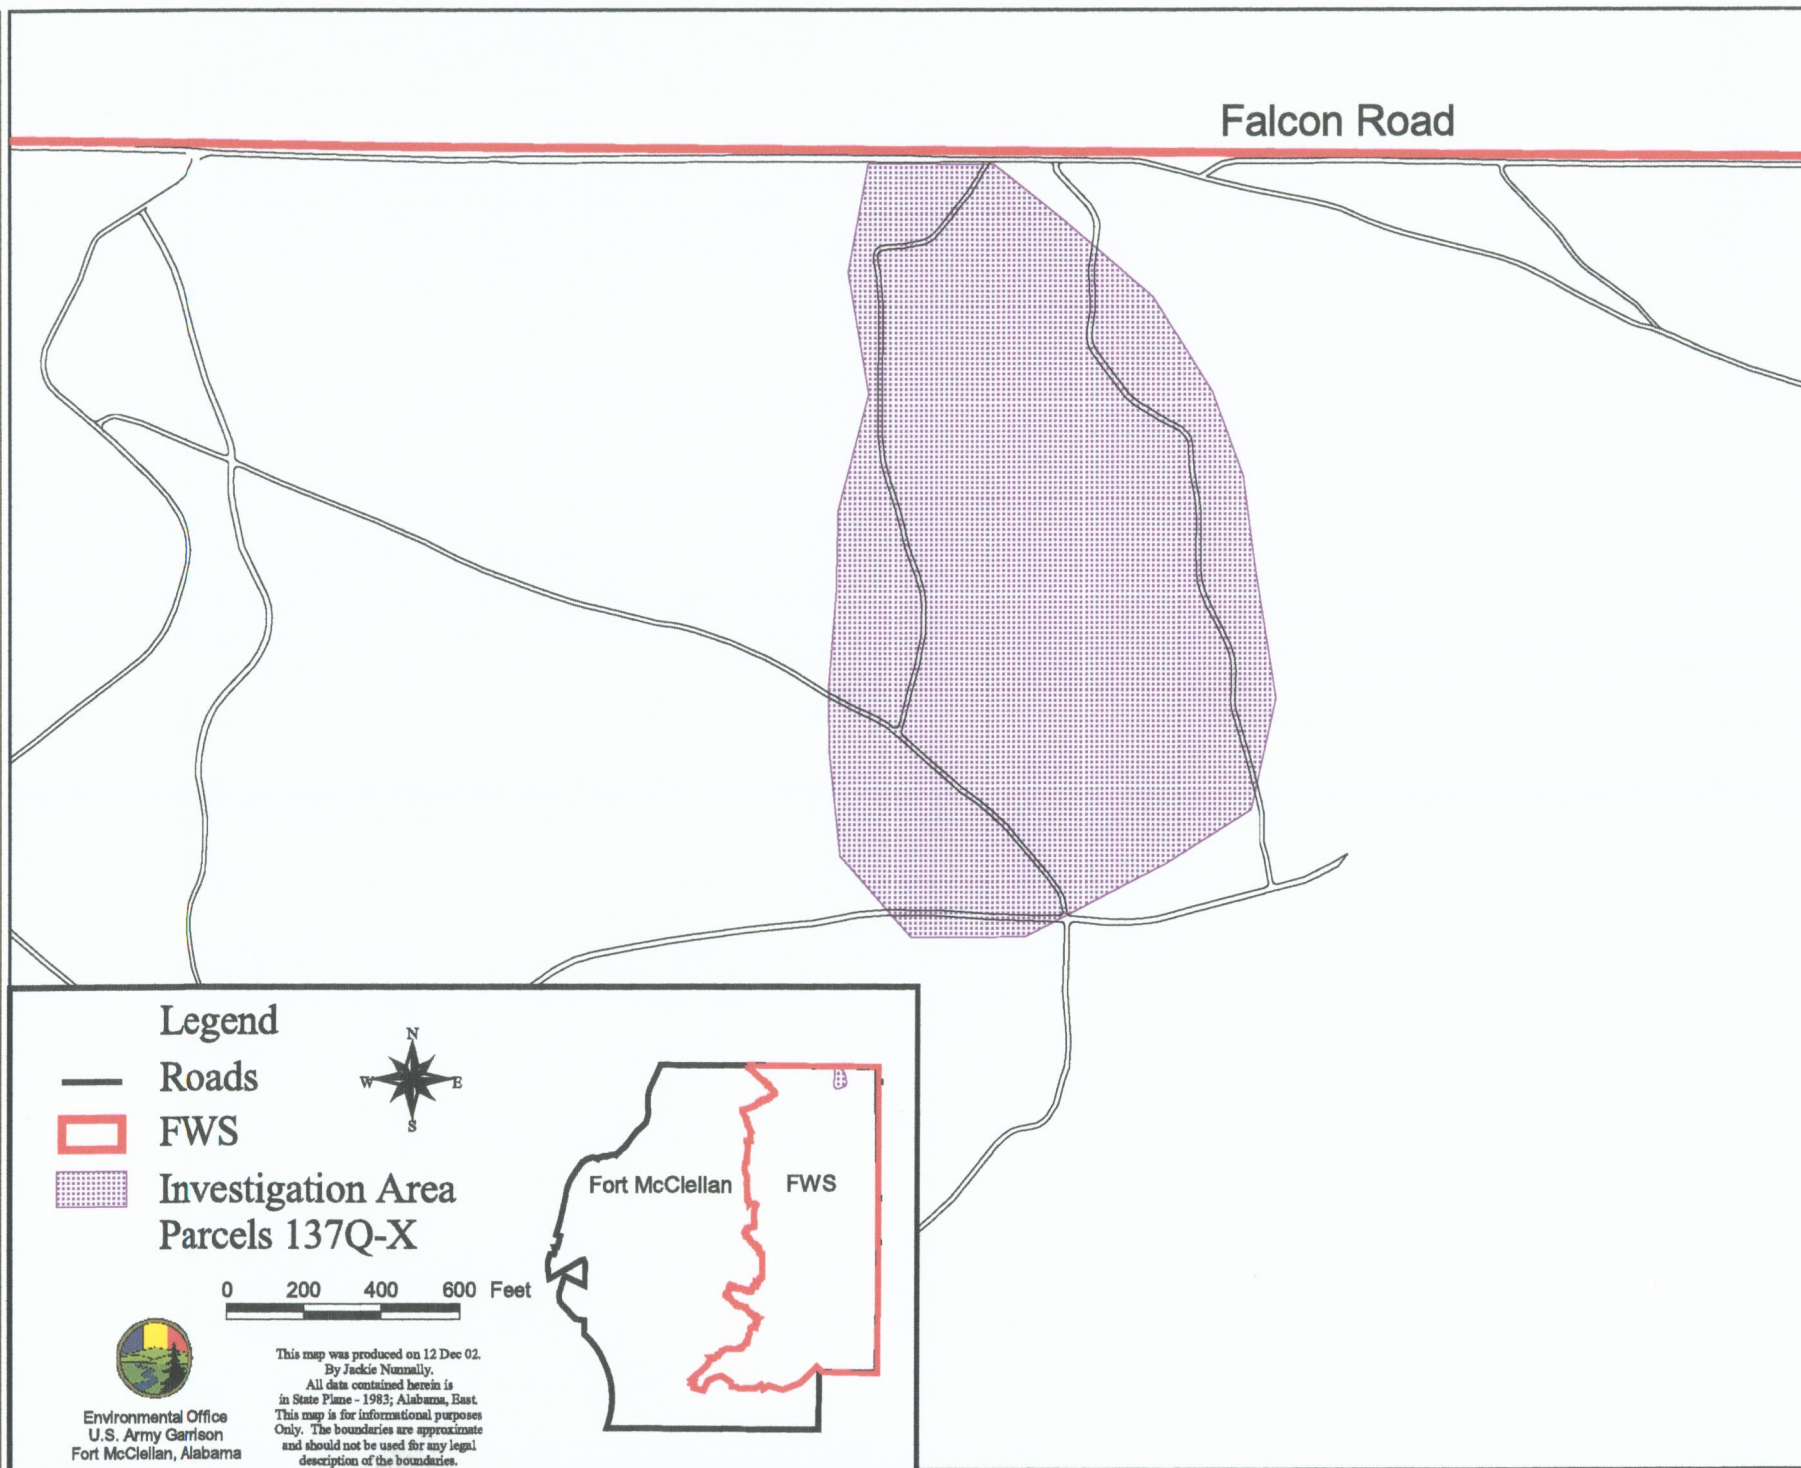 Falcon Road
Legend
Roads
FWS
Investigation Area
Parcels 137Q-X
N
W E
S
Fort McClellan
FWS
0 200 400 600 Feet
This map was produced on 12 Dec 02.
By Jackie Nunnally.
All data contained herein is
in State Plane - 1983; Alabama, East.
This map is for informational purposes
Only. The boundaries are approximate
and should not be used for any legal
description of the boundaries.
Environmental Office
U.S. Army Garrison
Fort McClellan, Alabama